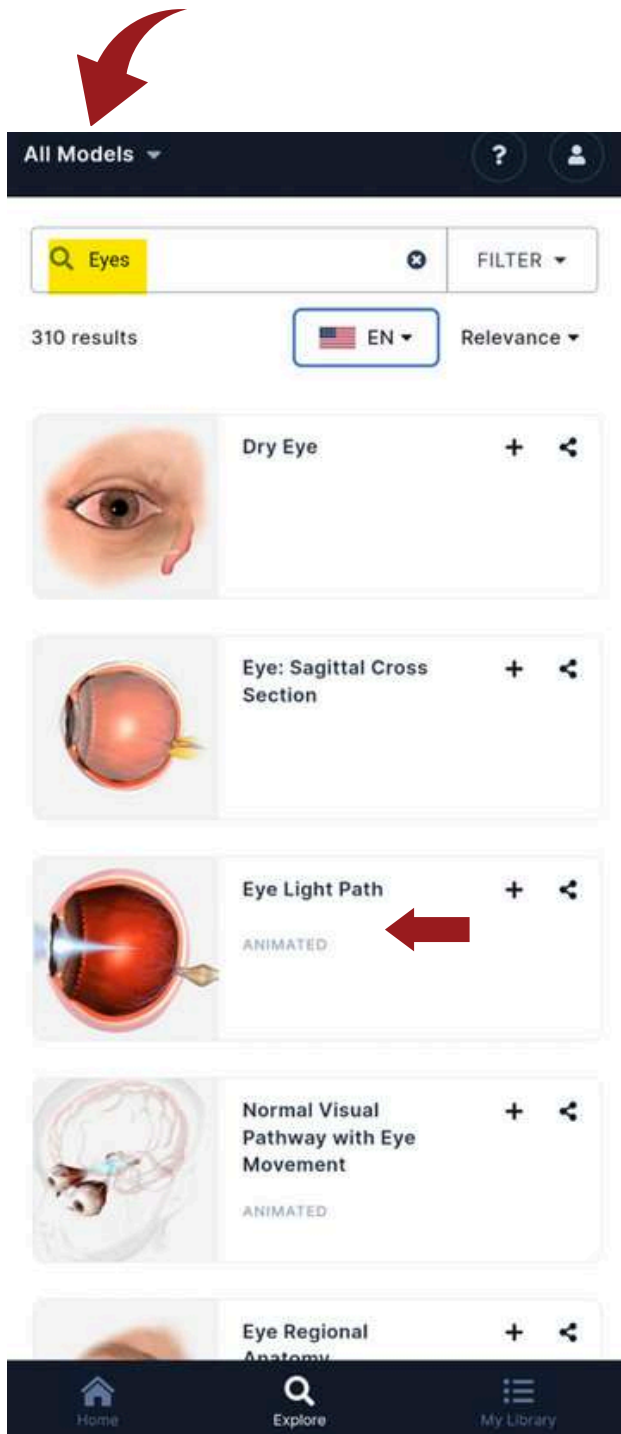 All Models
?
Eyes
FILTER
310 results
EN
Relevance
Dry Eye
Eye: Sagittal Cross
Section
Eye Light Path
ANIMATED
Normal Visual
Pathway with Eye
Movement
ANIMATED
Eye Regional
Anatomy
Home
Explore
My Library